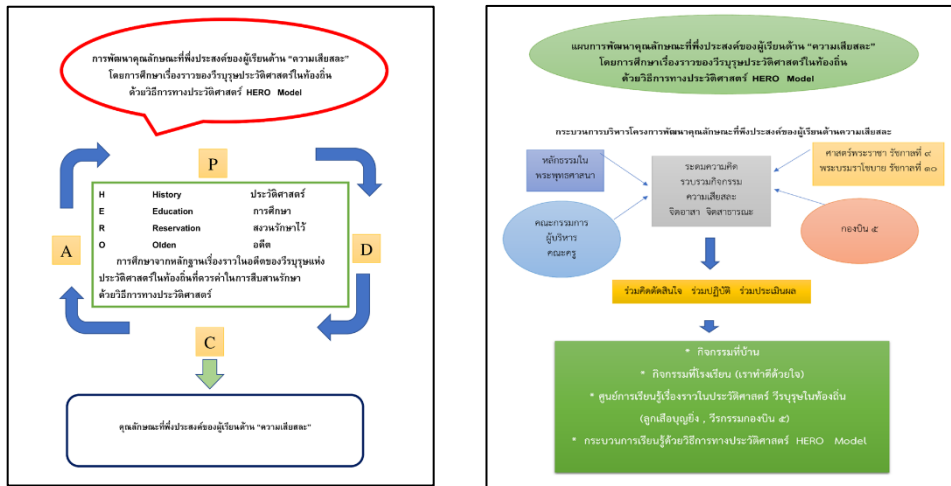 การพัฒนาคุณลักษณะที่พึ่งประสงค์ของผู้เรียนด้าน "ความเสียสละ"
โดยการศึกษาเรื่องราวของวีรบุรุษประวัติศาสตร์ในท้องถิ่น
ด้วยวิธีการทางประวัติศาสตร์ HERO Model
P
H History ประวัติศาสตร์
E Education การศึกษา
R Reservation สงวนรักษาไว้
O Olden อดีต
การศึกษาจากหลักฐานเรื่องราวในอดีตของวีรบุรุษแห่ง
ประวัติศาสตร์ในท้องถิ่นที่ควรค่าในการสืบสานรักษา
ด้วยวิธีการทางประวัติศาสตร์
A
D
C
คุณลักษณะที่พึ่งประสงค์ของผู้เรียนด้าน "ความเสียสละ"
แผนการพัฒนาคุณลักษณะที่พึ่งประสงค์ของผู้เรียนด้าน "ความเสียสละ"
โดยการศึกษาเรื่องราวของวีรบุรุษประวัติศาสตร์ในท้องถิ่น
ด้วยวิธีการทางประวัติศาสตร์ HERO Model
กระบวนการบริหารโครงการพัฒนาคุณลักษณะที่พึงประสงค์ของผู้เรียนด้านความเสียสละ
หลักธรรมใน
พระพุทธศาสนา
ระดมความคิด
รวบรวมกิจกรรม
ความเสียสละ
จิตอาสา จิตสาธารณะ
ศาสตร์พระราชา รัชกาลที่ ๙
พระบรมราโชบาย รัชกาลที่ ๑๐
คณะกรรมการ
ผู้บริหาร
คณะครู
กองบิน ๕
ร่วมคิดตัดสินใจ ร่วมปฏิบัติ ร่วมประเมินผล
* กิจกรรมที่บ้าน
* กิจกรรมที่โรงเรียน (เราทำดีด้วยใจ)
* ศูนย์การเรียนรู้เรื่องราวในประวัติศาสตร์ วีรบุรุษในท้องถิ่น
(ลูกเสือบุญยิ่ง , วีรกรรมกองบิน ๕)
* กระบวนการเรียนรู้ด้วยวิธีการทางประวัติศาสตร์ HERO Model